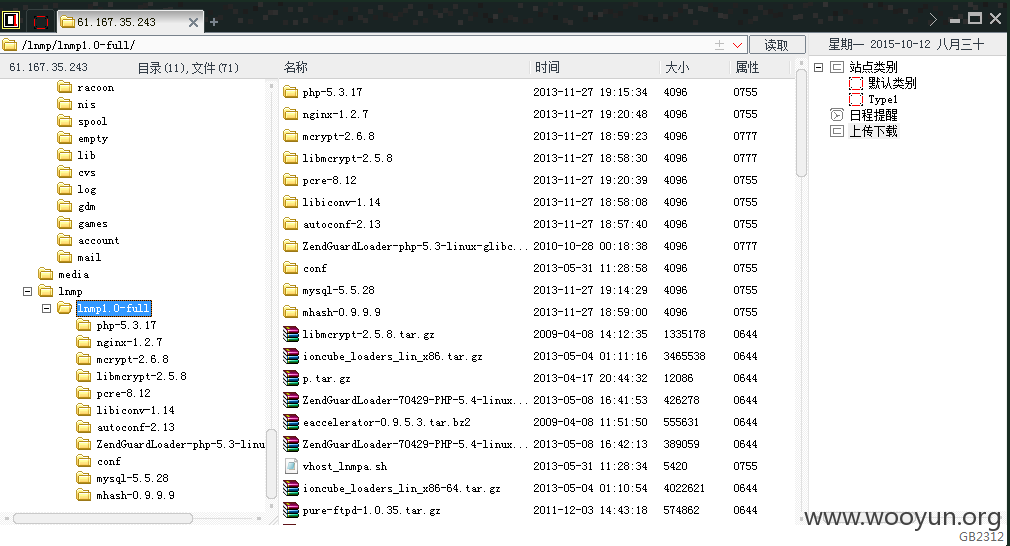 61.167.35.243
/lnmp/lnmp1.0-full/
读取
星期一 2015-10-12 八月三十
61.167.35.243 目录(11),文件(71)
名称 时间 大小 属性
racoon
nis
spool
empty
lib
cvs
log
gdm
games
account
mail
media
lnmp
lnmp1.0-full
php-5.3.17
nginx-1.2.7
mcrypt-2.6.8
libmcrypt-2.5.8
pcre-8.12
libiconv-1.14
autoconf-2.13
ZendGuardLoader-php-5.3-linu
conf
mysql-5.5.28
mhash-0.9.9.9
php-5.3.17 2013-11-27 19:15:34 4096 0755
nginx-1.2.7 2013-11-27 19:20:48 4096 0755
mcrypt-2.6.8 2013-11-27 18:59:23 4096 0777
libmcrypt-2.5.8 2013-11-27 18:58:30 4096 0777
pcre-8.12 2013-11-27 19:20:39 4096 0755
libiconv-1.14 2013-11-27 18:58:08 4096 0755
autoconf-2.13 2013-11-27 18:57:40 4096 0755
ZendGuardLoader-php-5.3-linux-glibc... 2010-10-28 00:18:38 4096 0777
conf 2013-05-31 11:28:58 4096 0755
mysql-5.5.28 2013-11-27 19:14:29 4096 0755
mhash-0.9.9.9 2013-11-27 18:59:00 4096 0755
libmcrypt-2.5.8.tar.gz 2009-04-08 14:12:35 1335178 0644
ioncube_loaders_lin_x86.tar.gz 2013-05-04 01:11:16 3465538 0644
p.tar.gz 2013-04-17 20:44:32 12086 0644
ZendGuardLoader-70429-PHP-5.4-linux... 2013-05-08 16:41:53 426278 0644
eaccelerator-0.9.5.3.tar.bz2 2009-04-08 11:51:50 555631 0644
ZendGuardLoader-70429-PHP-5.4-linux... 2013-05-08 16:42:13 389059 0644
vhost_lnmpa.sh 2013-05-31 11:28:34 5420 0755
ioncube_loaders_lin_x86-64.tar.gz 2013-05-04 01:10:54 4022621 0644
pure-ftpd-1.0.35.tar.gz 2011-12-03 14:43:18 574862 0644
站点类别
默认类别
Type1
日程提醒
上传下载
www.wooyun.org
GB2312